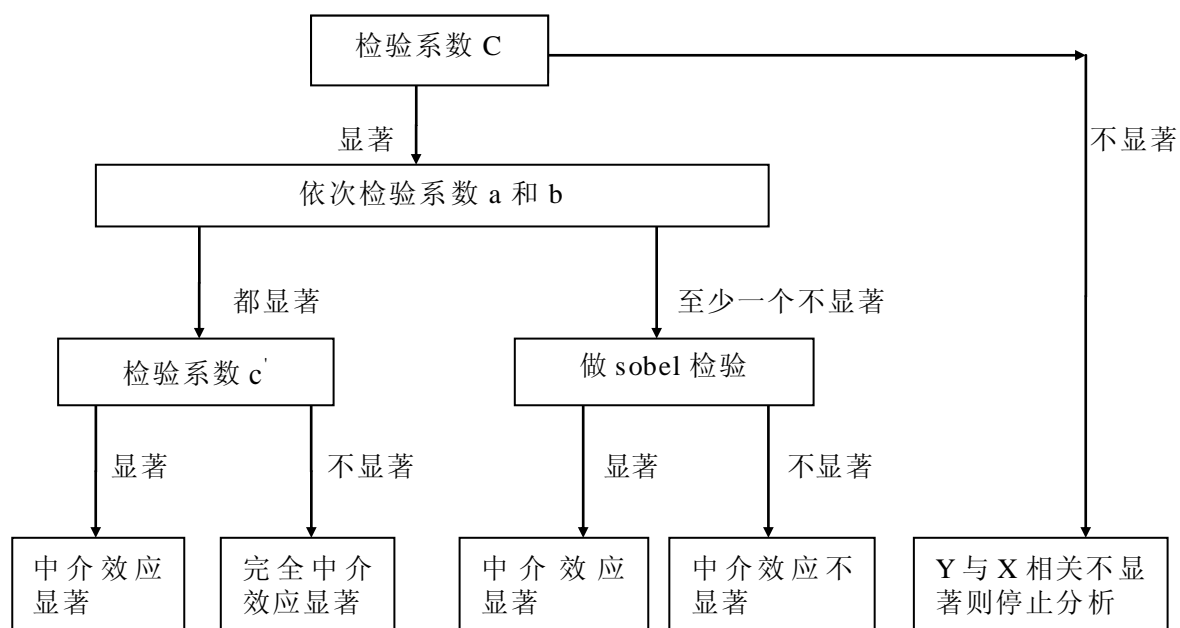 检验系数 C
显著
不显著
依次检验系数 a 和 b
都显著
至少一个不显著
检验系数 c'
做 sobel 检验
显著
不显著
显著
不显著
中介效应
显著
完全中介
效应显著
中介效应
显著
中介效应不
显著
Y 与 X 相关不显
著则停止分析